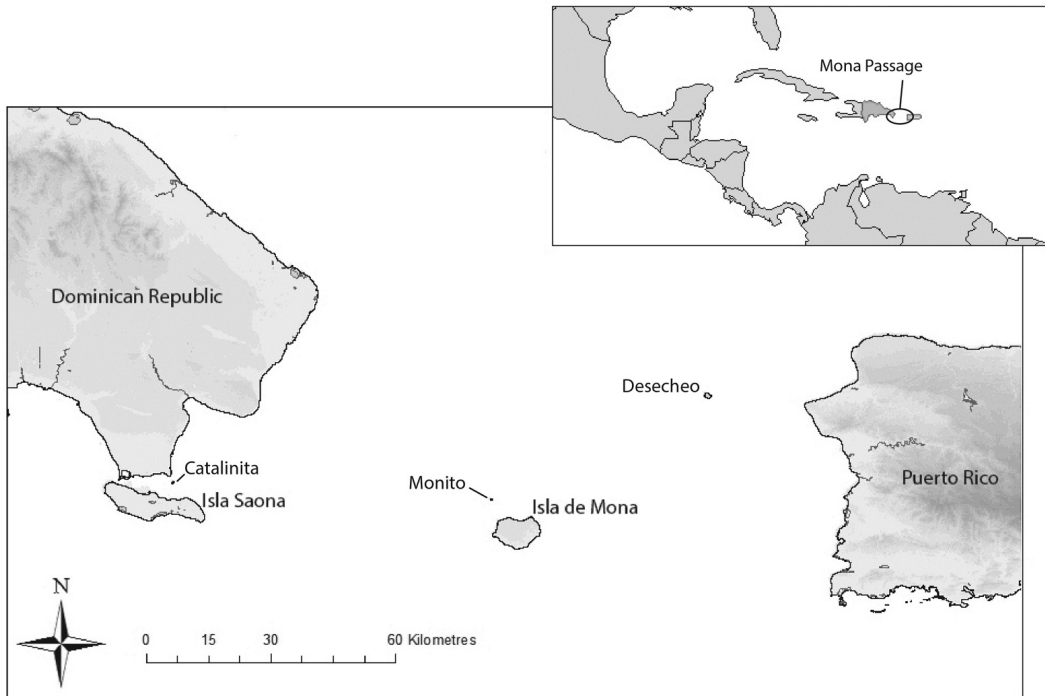 Mona Passage
Dominican Republic
Desecheo
Catalinita
Monito
Puerto Rico
Isla Saona
Isla de Mona
N
0 15 30 60 Kilometres